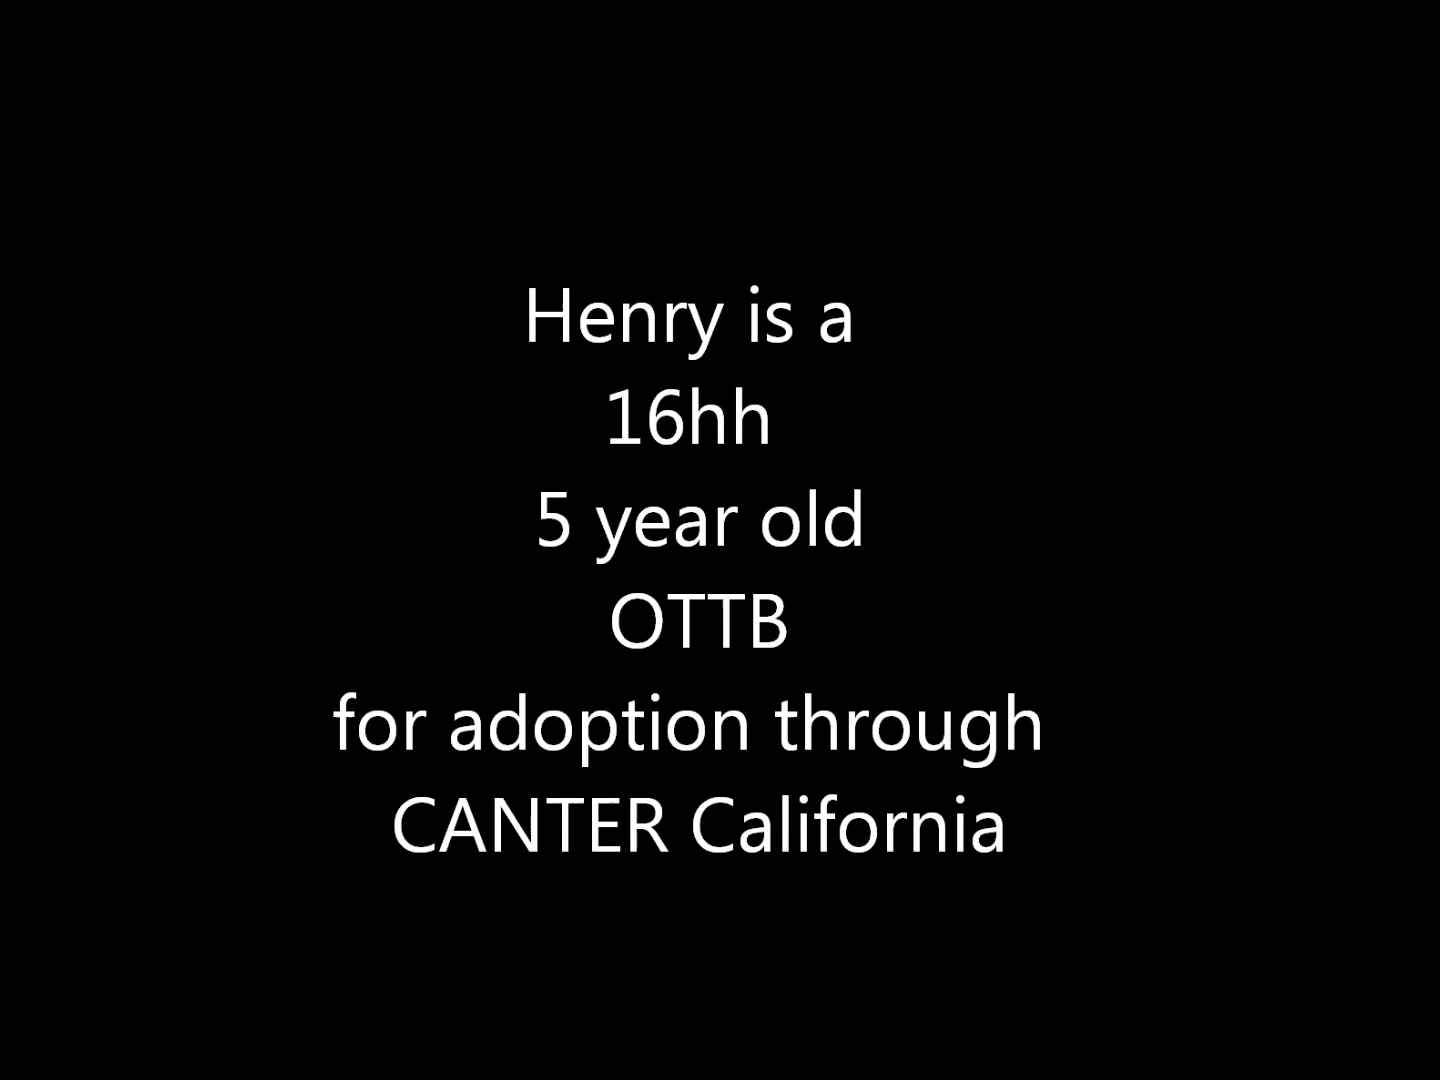 Henry is a
16hh
5 year old
OTTB
for adoption through
CANTER California